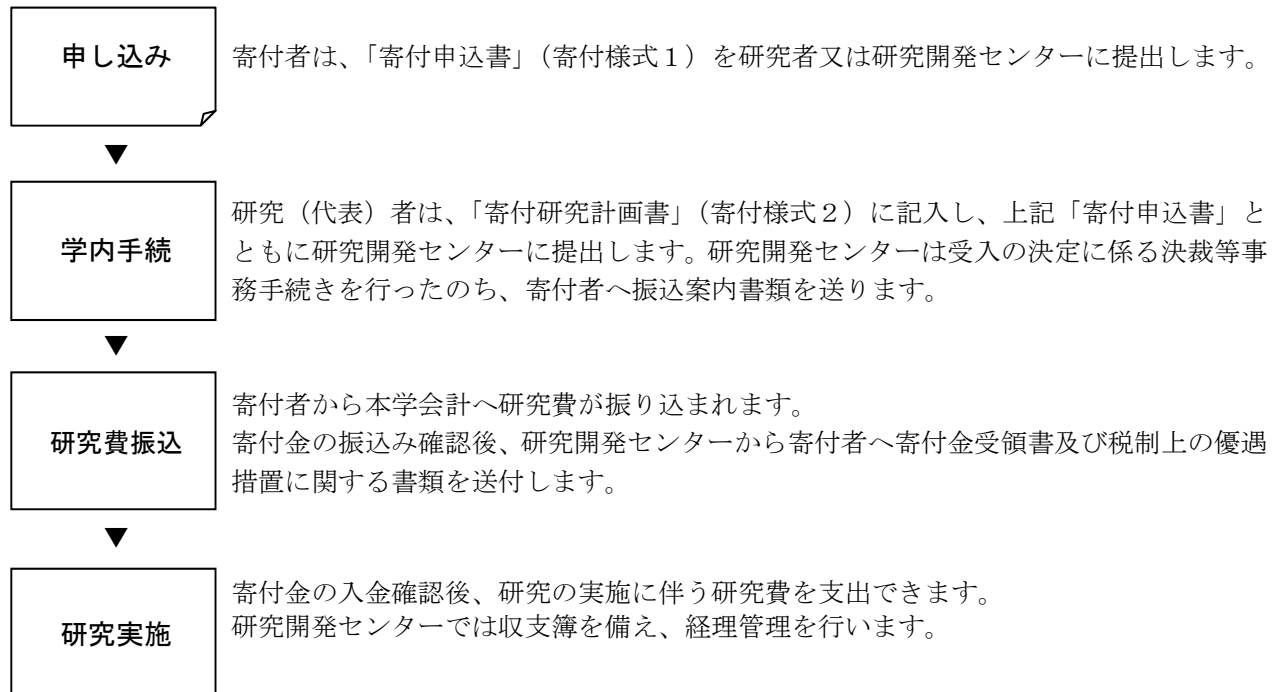 申し込み
寄付者は、「寄付申込書」（寄付様式１）を研究者又は研究開発センターに提出します。
▼
学内手続
研究（代表）者は、「寄付研究計画書」（寄付様式２）に記入し、上記「寄付申込書」と
ともに研究開発センターに提出します。研究開発センターは受入の決定に係る決裁等事
務手続きを行ったのち、寄付者へ振込案内書類を送ります。
▼
研究費振込
寄付者から本学会計へ研究費が振り込まれます。
寄付金の振込み確認後、研究開発センターから寄付者へ寄付金受領書及び税制上の優遇
措置に関する書類を送付します。
▼
研究実施
寄付金の入金確認後、研究の実施に伴う研究費を支出できます。
研究開発センターでは収支簿を備え、経理管理を行います。